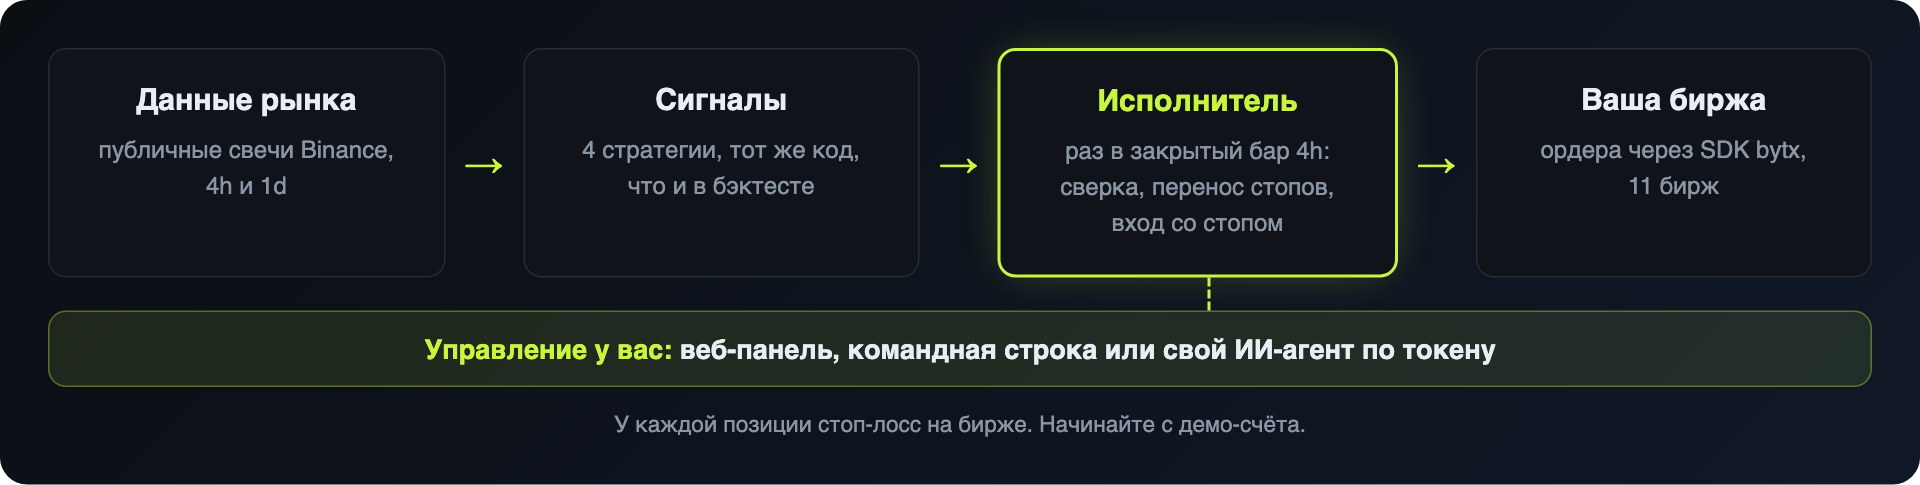 Данные рынка
публичные свечи Binance,
4h и 1d
→
Сигналы
4 стратегии, тот же код,
что и в бэктесте
→
Исполнитель
раз в закрытый бар 4h:
сверка, перенос стопов,
вход со стопом
→
Ваша биржа
ордера через SDK bytx,
11 бирж
Управление у вас: веб-панель, командная строка или свой ИИ-агент по токену
У каждой позиции стоп-лосс на бирже. Начинайте с демо-счёта.